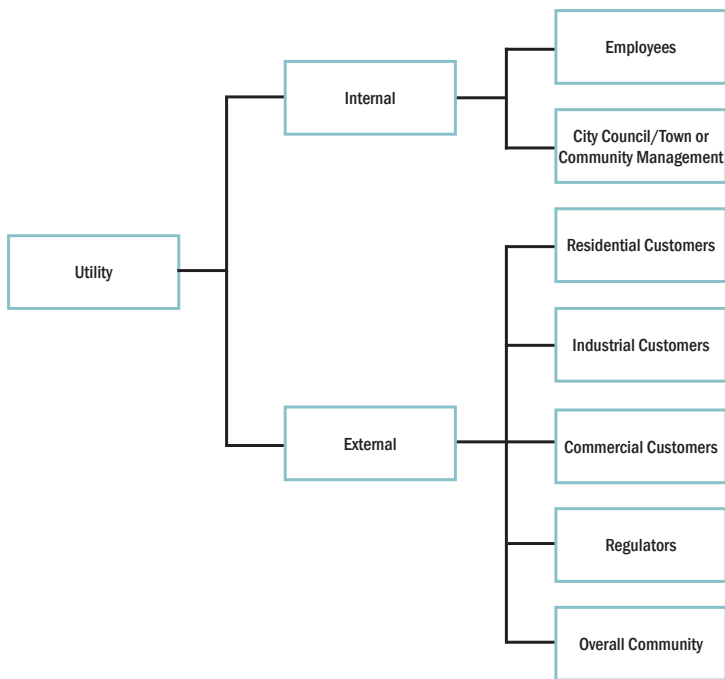 Employees
Internal
City Council/Town or
Community Management
Residential Customers
Utility
Industrial Customers
External
Commercial Customers
Regulators
Overall Community